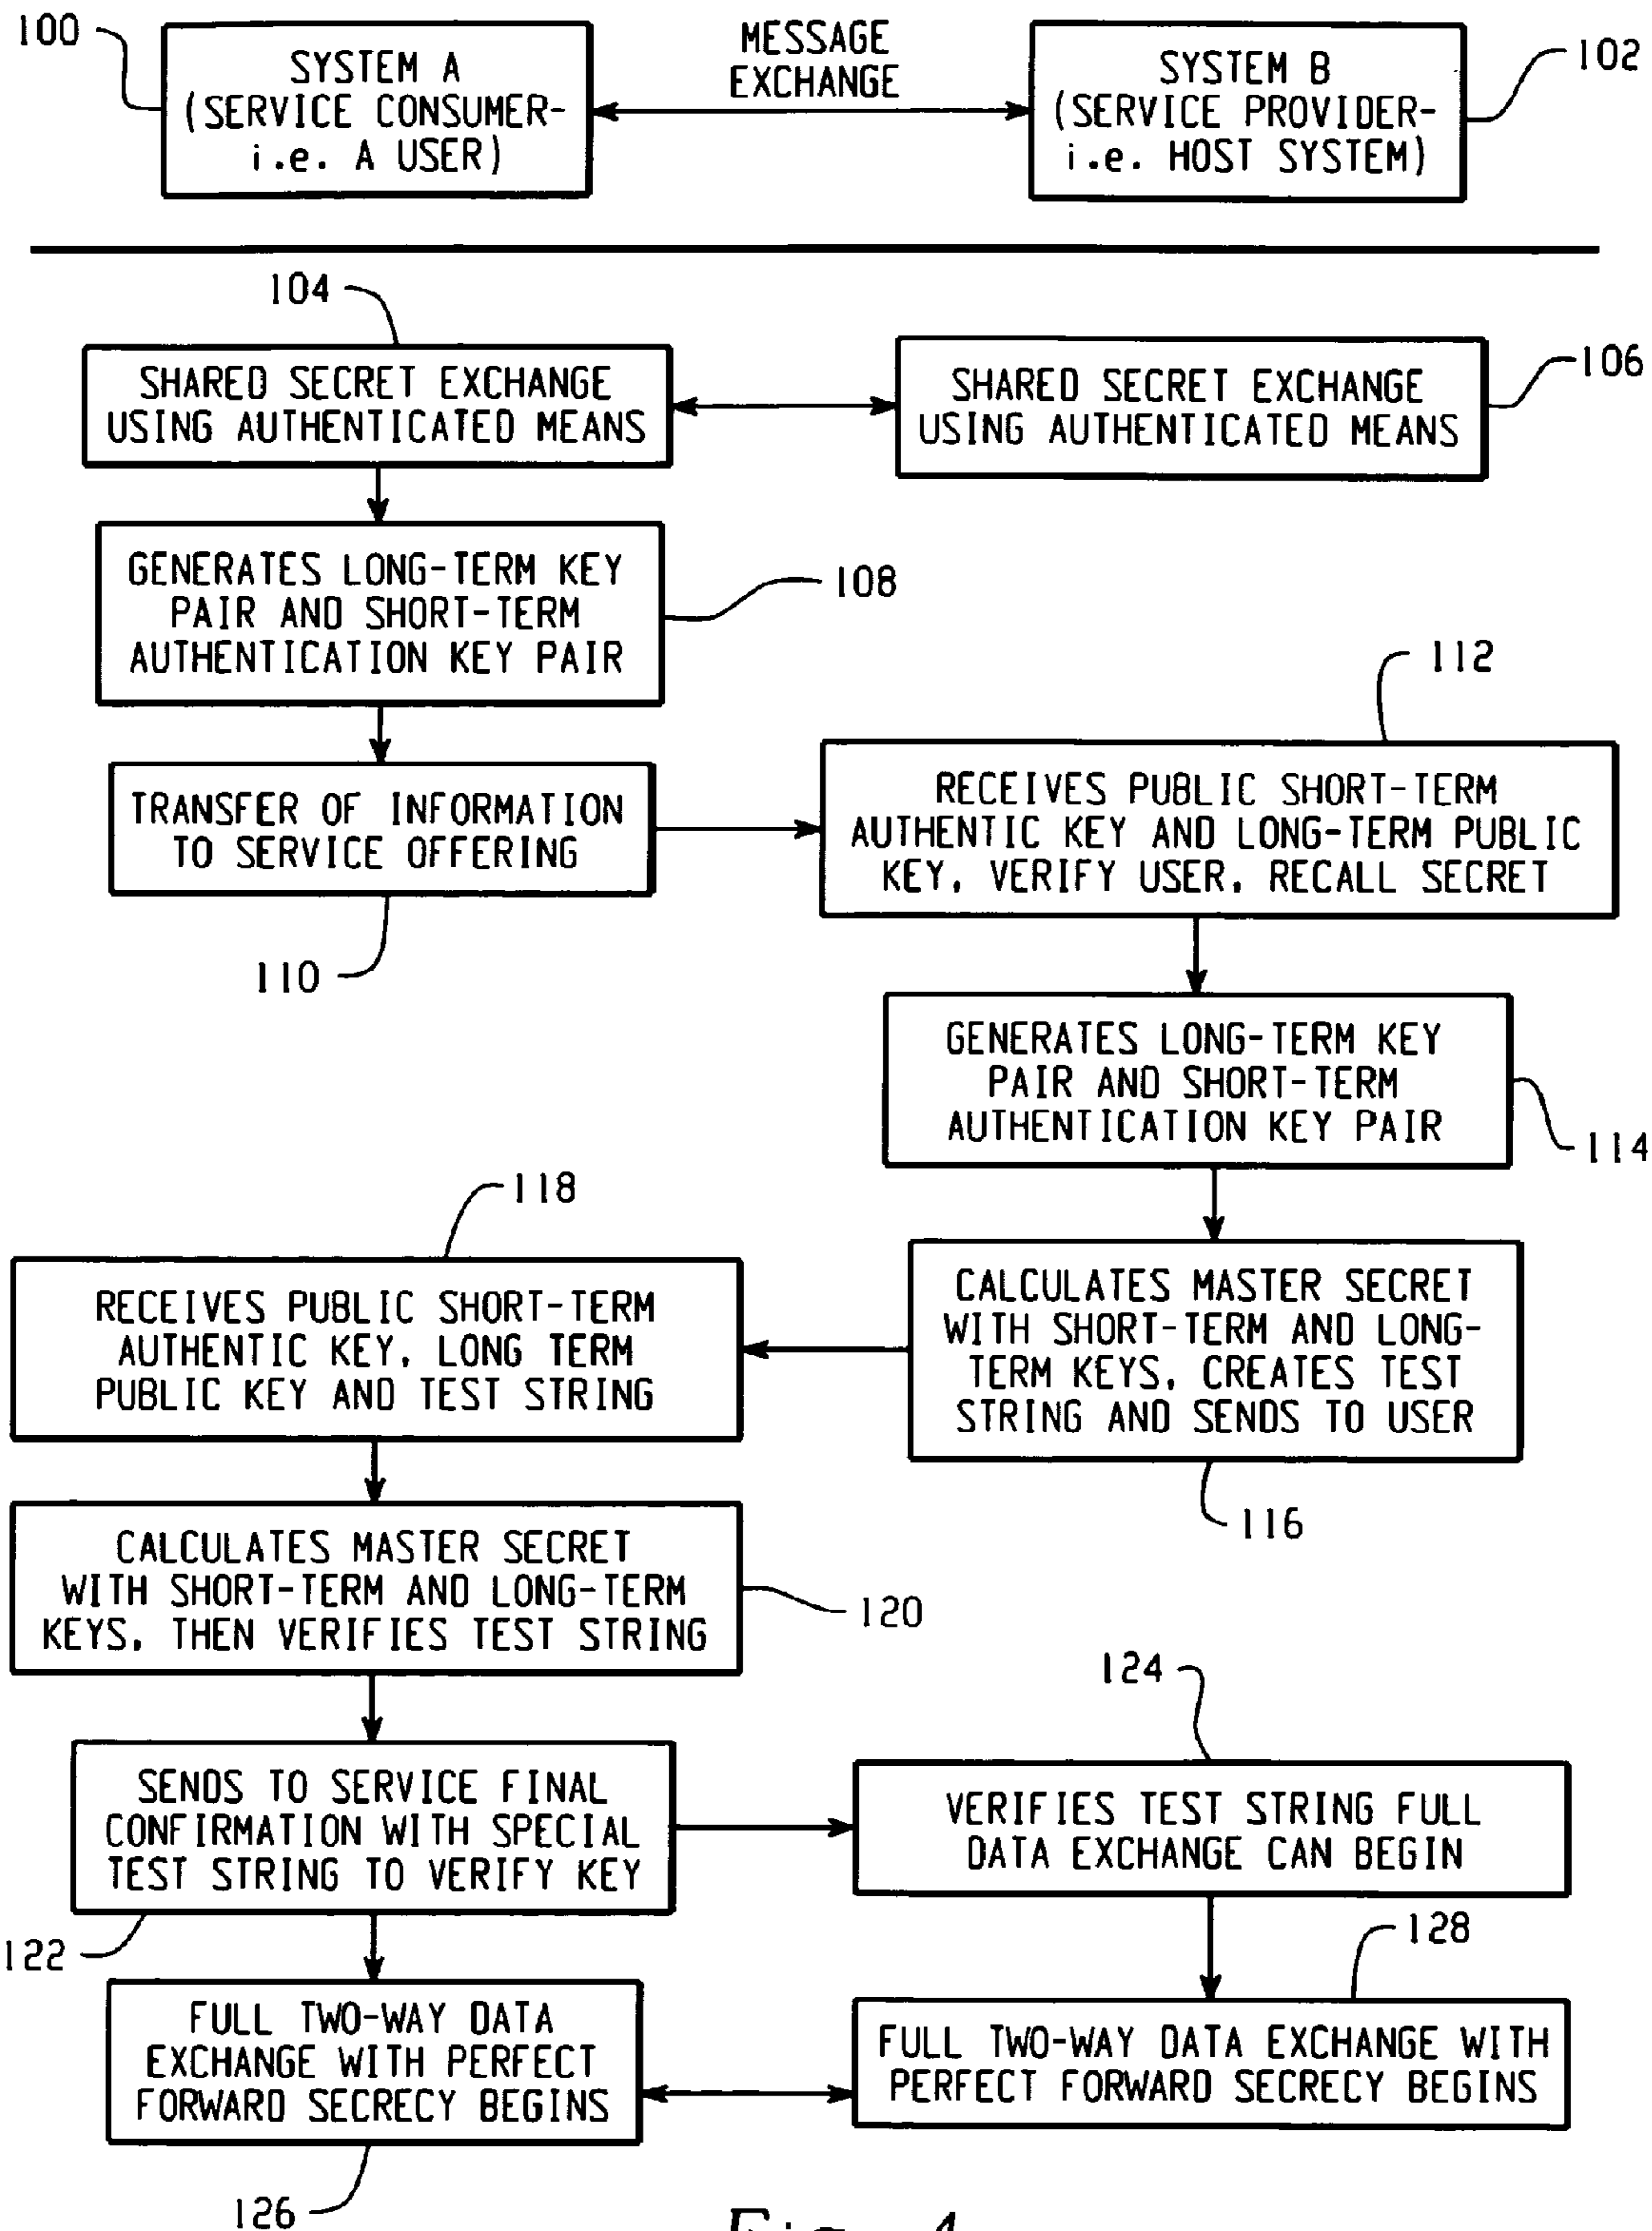 100
SYSTEM A
(SERVICE CONSUMER-
i.e. A USER)
MESSAGE
EXCHANGE
SYSTEM B
(SERVICE PROVIDER-
i.e. HOST SYSTEM)
102
104
SHARED SECRET EXCHANGE
USING AUTHENTICATED MEANS
SHARED SECRET EXCHANGE
USING AUTHENTICATED MEANS
106
GENERATES LONG-TERM KEY
PAIR AND SHORT-TERM
AUTHENTICATION KEY PAIR
108
TRANSFER OF INFORMATION
TO SERVICE OFFERING
110
112
RECEIVES PUBLIC SHORT-TERM
AUTHENTIC KEY AND LONG-TERM PUBLIC
KEY, VERIFY USER, RECALL SECRET
GENERATES LONG-TERM KEY
PAIR AND SHORT-TERM
AUTHENTICATION KEY PAIR
114
CALCULATES MASTER SECRET
WITH SHORT-TERM AND LONG-
TERM KEYS, CREATES TEST
STRING AND SENDS TO USER
116
118
RECEIVES PUBLIC SHORT-TERM
AUTHENTIC KEY, LONG TERM
PUBLIC KEY AND TEST STRING
CALCULATES MASTER SECRET
WITH SHORT-TERM AND LONG-TERM
KEYS, THEN VERIFIES TEST STRING
120
SENDS TO SERVICE FINAL
CONFIRMATION WITH SPECIAL
TEST STRING TO VERIFY KEY
122
124
VERIFIES TEST STRING FULL
DATA EXCHANGE CAN BEGIN
FULL TWO-WAY DATA
EXCHANGE WITH PERFECT
FORWARD SECRECY BEGINS
126
128
FULL TWO-WAY DATA EXCHANGE WITH
PERFECT FORWARD SECRECY BEGINS